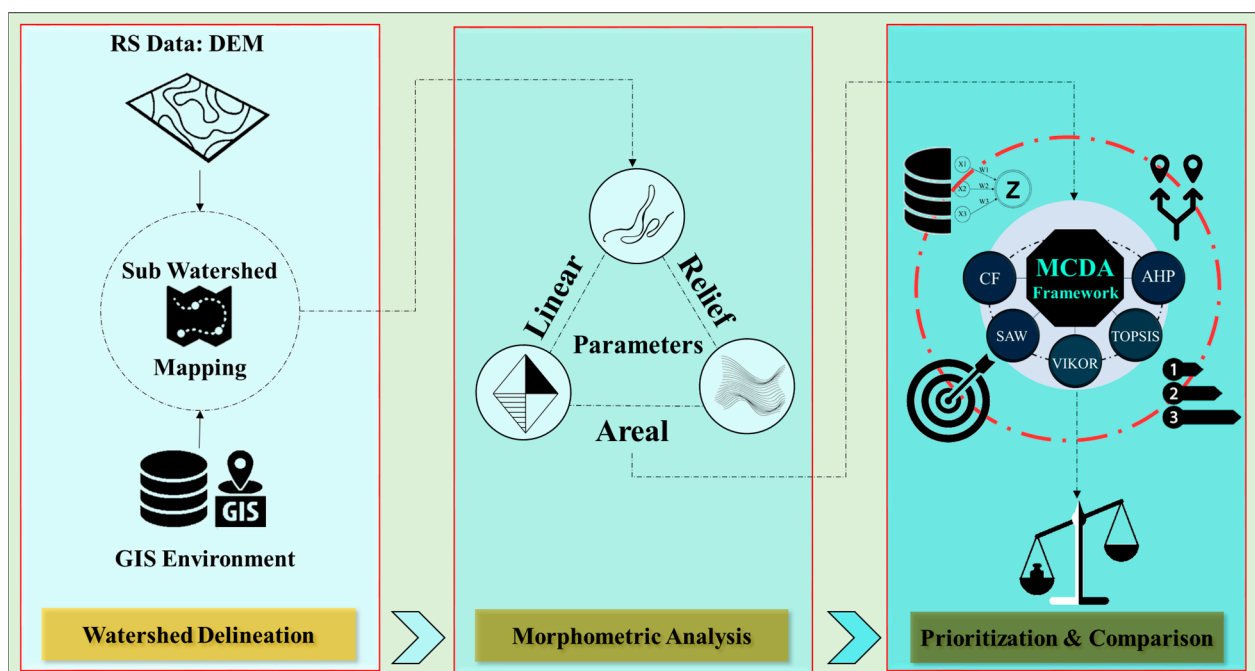 RS Data: DEM
Sub Watershed
Mapping
GIS
GIS Environment
Watershed Delineation
Linear
Relief
Parameters
Areal
Morphometric Analysis
X1
W1
X2
W2
X3
W3
Z
MCDA
Framework
CF
AHP
SAW
TOPSIS
VIKOR
1
2
3
Prioritization & Comparison